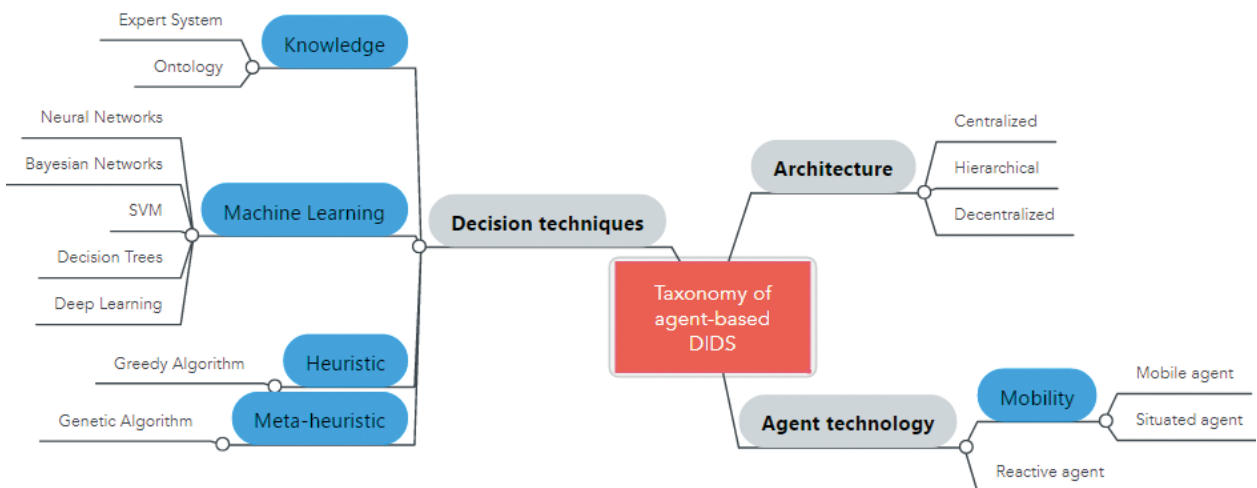 Expert System
Knowledge
Ontology
Neural Networks
Bayesian Networks
SVM
Machine Learning
Decision Trees
Deep Learning
Greedy Algorithm
Heuristic
Genetic Algorithm
Meta-heuristic
Decision techniques
Taxonomy of
agent-based
DIDS
Architecture
Centralized
Hierarchical
Decentralized
Agent technology
Mobility
Mobile agent
Situated agent
Reactive agent